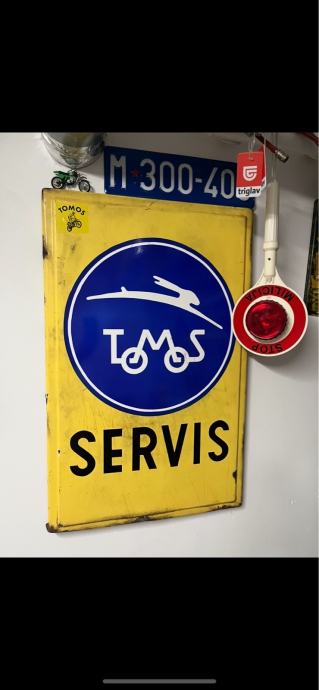 M 300-40
triglav
TOMOS
TOMOS
SERVIS
STOP
MILICIJA